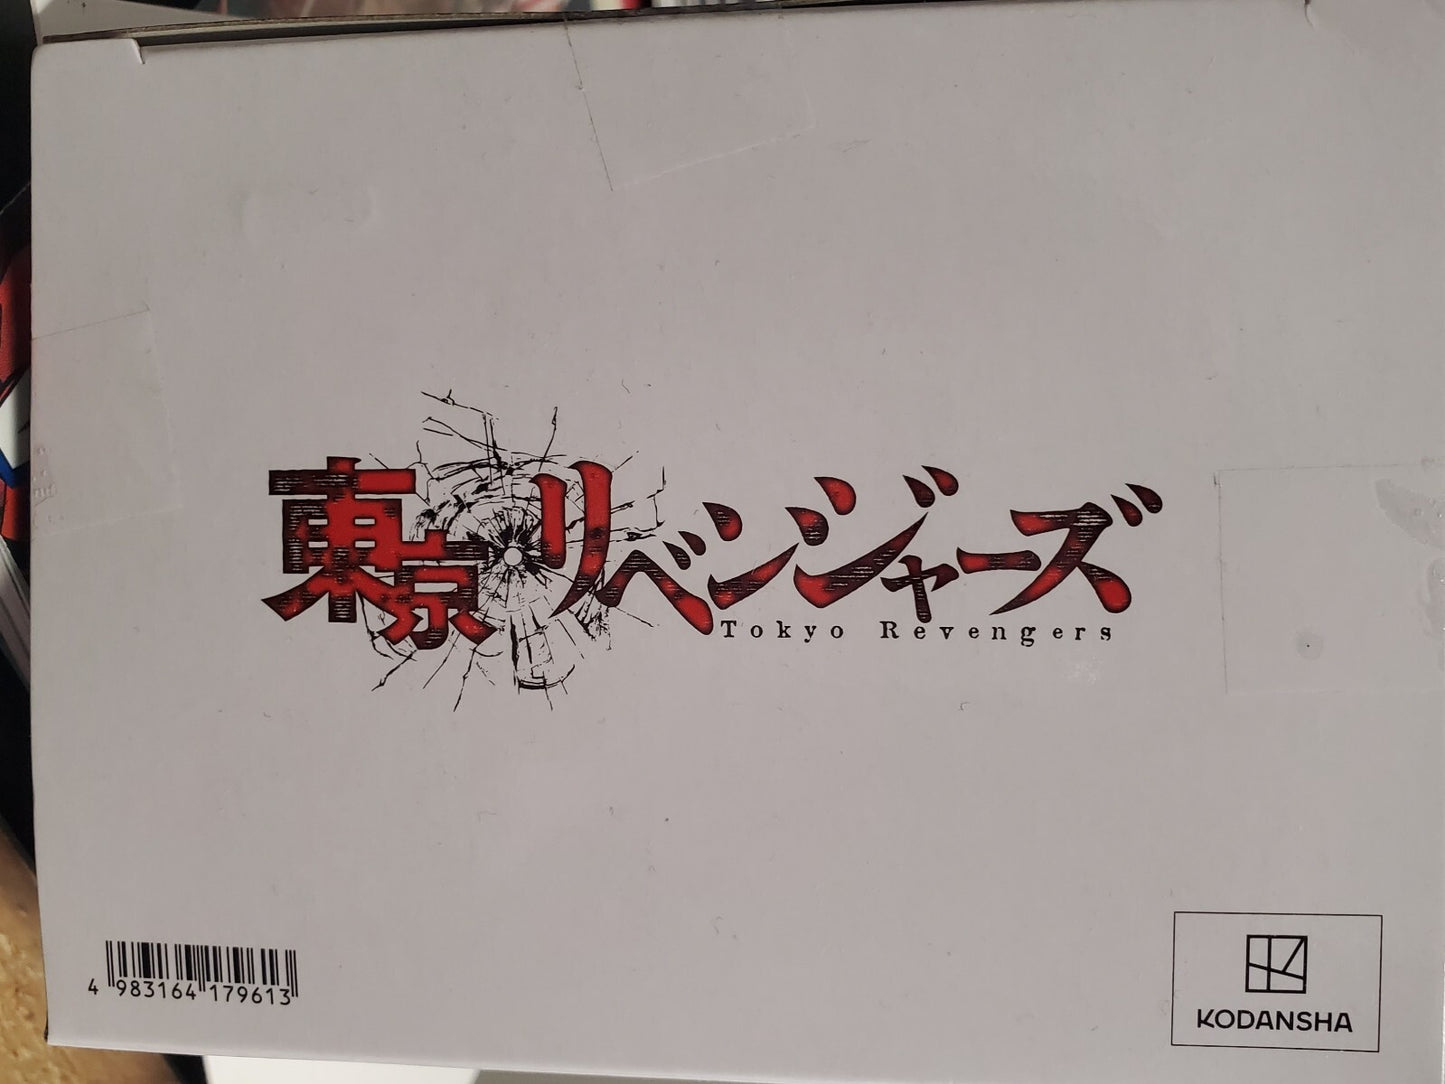 東京リベンジャーズ
Tokyo Revengers
4 983164 179613
KODANSHA